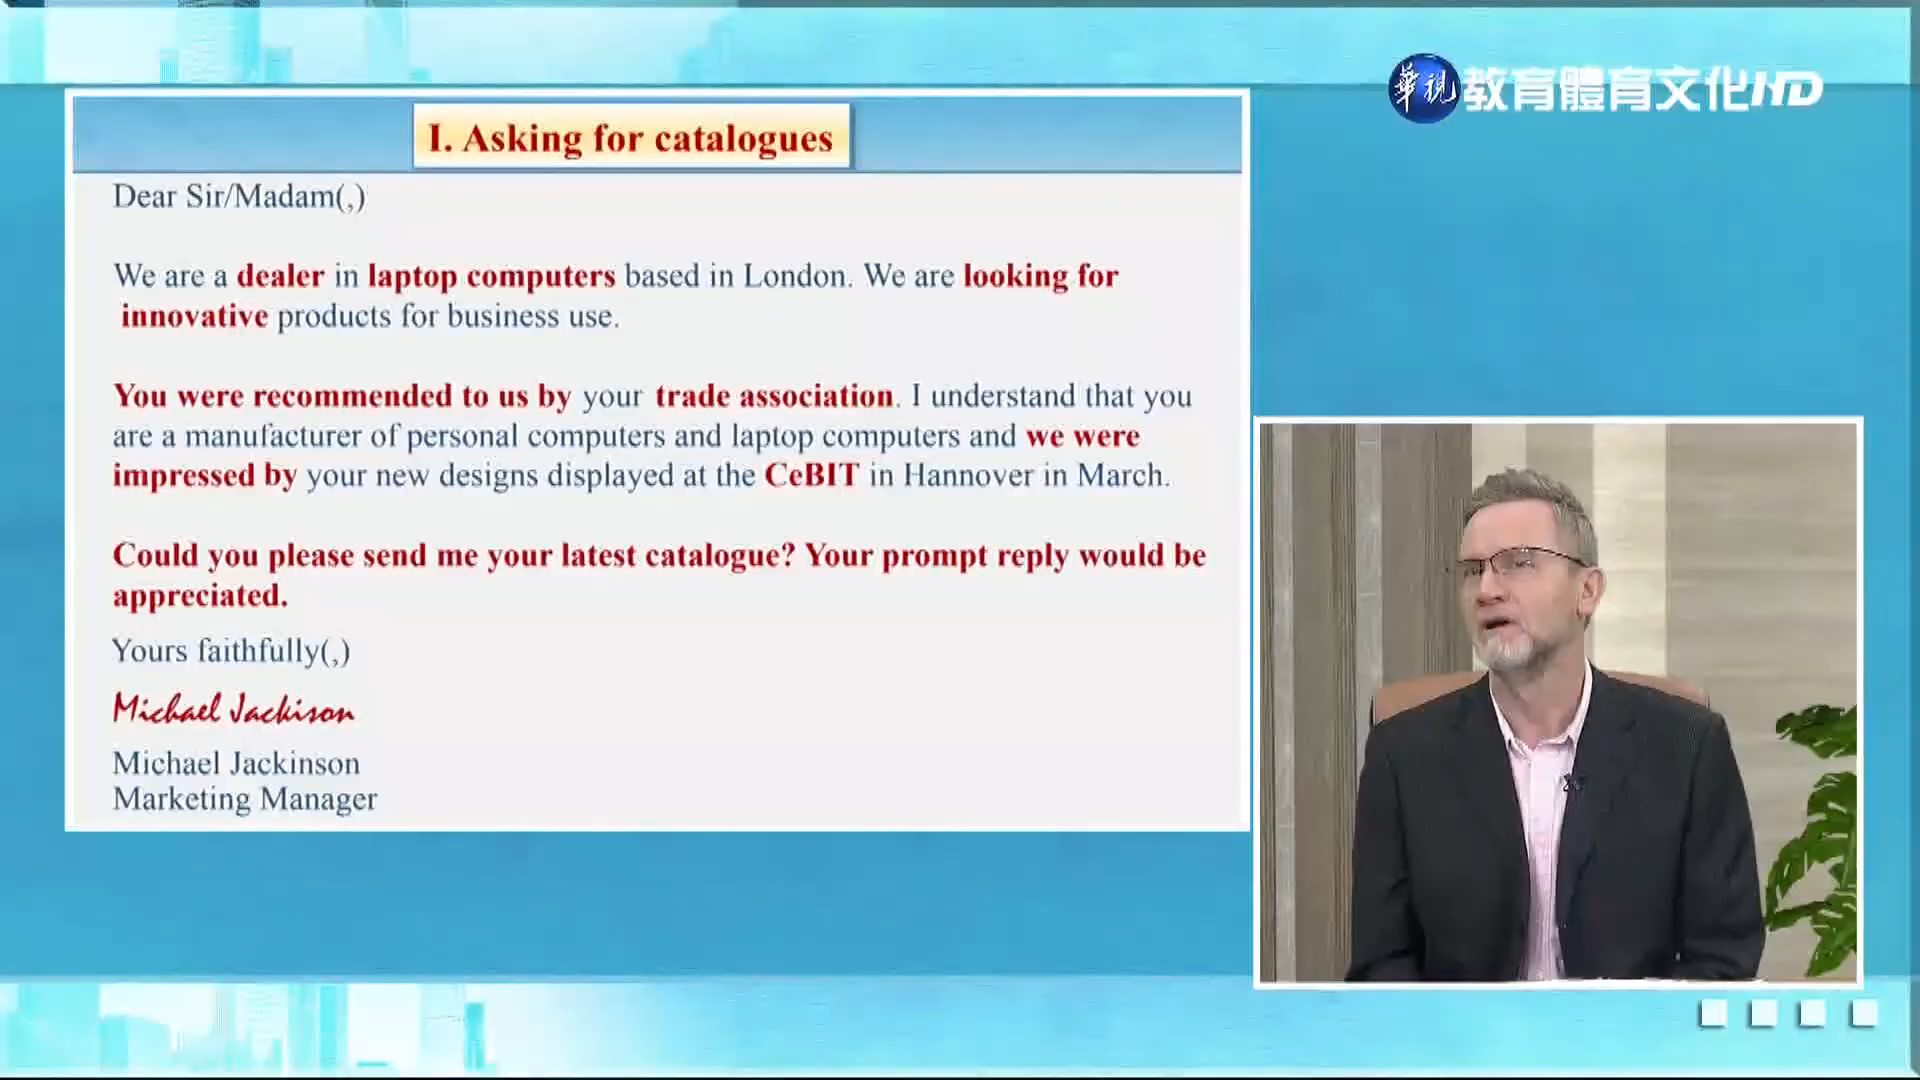 華視 教育體育文化HD
I. Asking for catalogues
Dear Sir/Madam(,)
We are a dealer in laptop computers based in London. We are looking for
innovative products for business use.
You were recommended to us by your trade association. I understand that you
are a manufacturer of personal computers and laptop computers and we were
impressed by your new designs displayed at the CeBIT in Hannover in March.
Could you please send me your latest catalogue? Your prompt reply would be
appreciated.
Yours faithfully(,)
Michael Jackison
Michael Jackinson
Marketing Manager